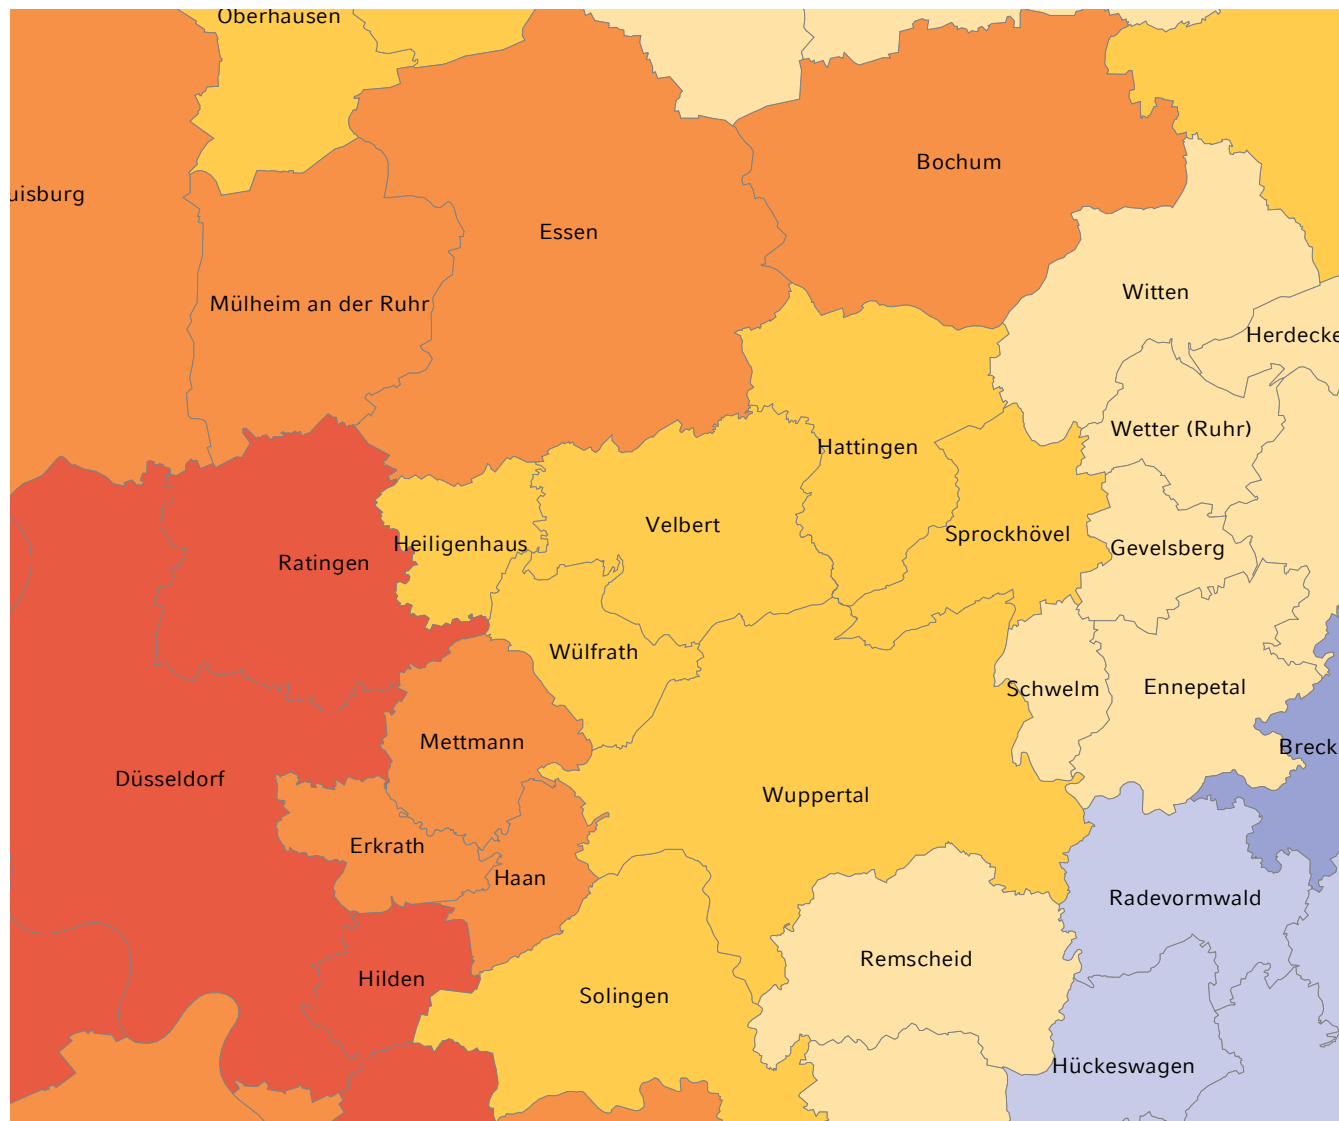 Oberhausen
Bochum
uisburg
Essen
Mülheim an der Ruhr
Witten
Herdecke
Wetter (Ruhr)
Hattingen
Velbert
Sprockhövel
Heiligenhaus
Gevelsberg
Ratingen
Wülfrath
Schwelm
Ennepetal
Mettmann
Breck
Düsseldorf
Wuppertal
Erkrath
Haan
Radevormwald
Remscheid
Hilden
Solingen
Hückeswagen